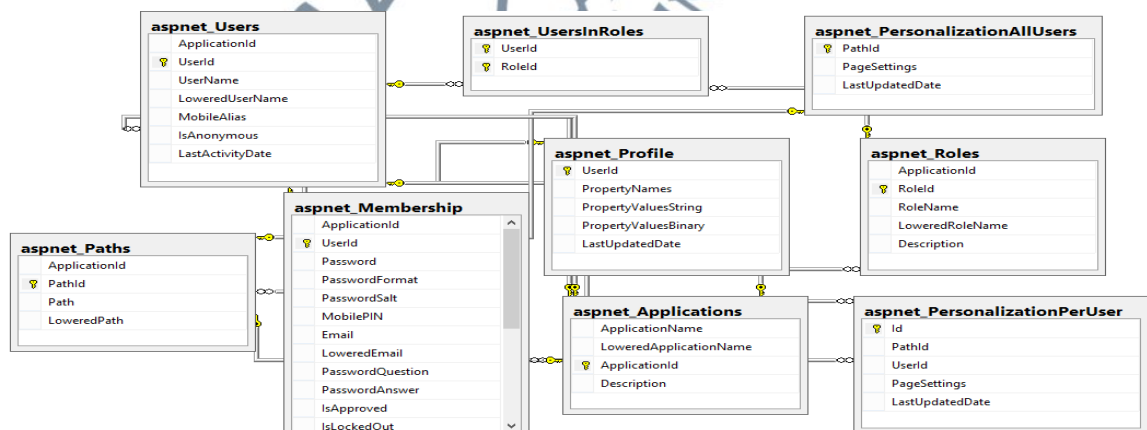 aspnet_Users
ApplicationId
UserId
UserName
LoweredUserName
MobileAlias
IsAnonymous
LastActivityDate
aspnet_UsersInRoles
UserId
RoleId
aspnet_PersonalizationAllUsers
PathId
PageSettings
LastUpdatedDate
aspnet_Profile
UserId
PropertyNames
PropertyValuesString
PropertyValuesBinary
LastUpdatedDate
aspnet_Roles
ApplicationId
RoleId
RoleName
LoweredRoleName
Description
aspnet_Membership
ApplicationId
UserId
Password
PasswordFormat
PasswordSalt
MobilePIN
Email
LoweredEmail
PasswordQuestion
PasswordAnswer
IsApproved
IsLockedOut
aspnet_Paths
ApplicationId
PathId
Path
LoweredPath
aspnet_Applications
ApplicationName
LoweredApplicationName
ApplicationId
Description
aspnet_PersonalizationPerUser
Id
PathId
UserId
PageSettings
LastUpdatedDate